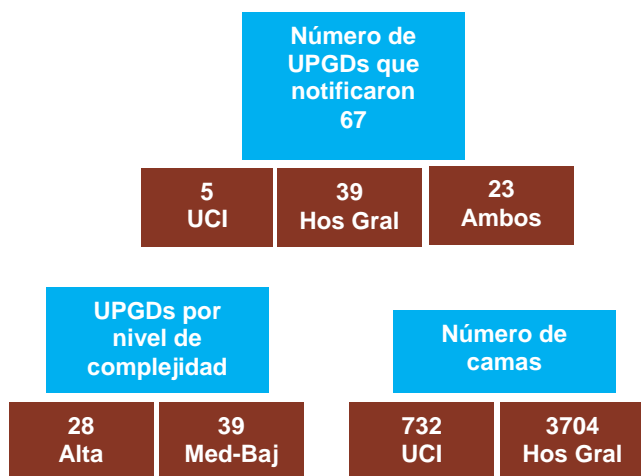 Número de
UPGDs que
notificaron
67
5
UCI
39
Hos Gral
23
Ambos
UPGDs por
nivel de
complejidad
28
Alta
39
Med-Baj
Número de
camas
732
UCI
3704
Hos Gral